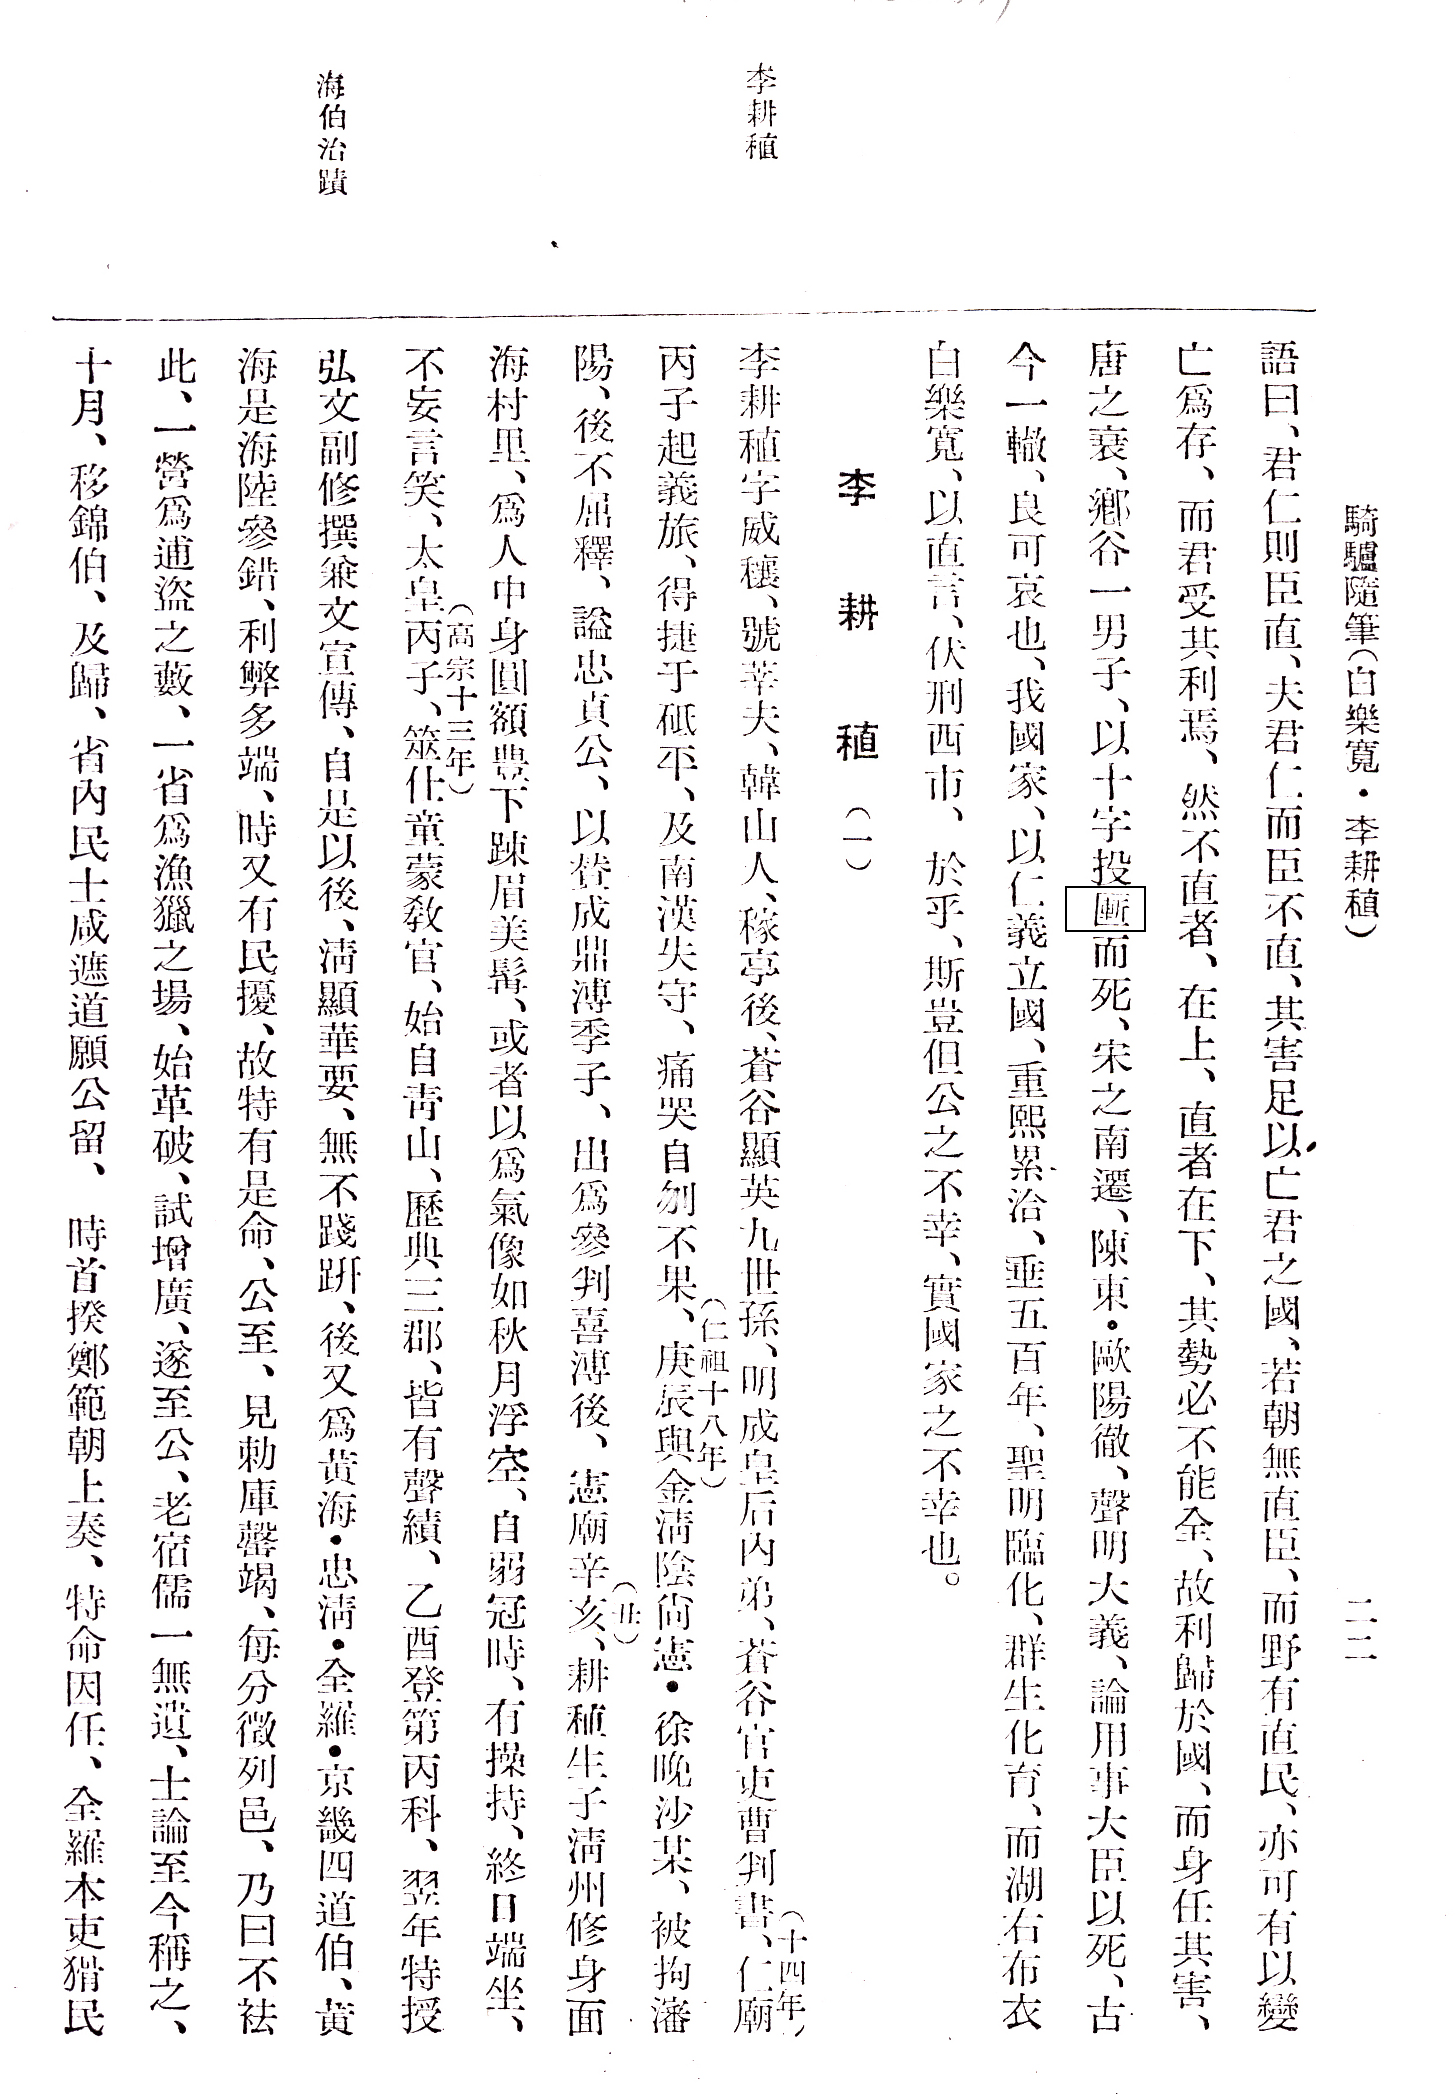 騎驢隨筆(白樂寬・李耕稙)
二二
語曰、君仁則臣直、夫君仁而臣不直、其害足以亡君之國、若朝無直臣、而野有直民、亦可有以變
亡爲存、而君受其利焉、然不直者、在上、直者在下、其勢必不能全、故利歸於國、而身任其害、
唐之衰、鄕谷一男子、以十字投匭而死、宋之南遷、陳東・歐陽徹、聲明大義、論用事大臣以死、古
今一轍、良可哀也、我國家、以仁義立國、重熙累洽、垂五百年、聖明臨化、群生化育、而湖右布衣
白樂寬、以直言、伏刑西市、於乎、斯豈但公之不幸、實國家之不幸也。
李耕稙(一)
李耕稙
李耕稙字威穰、號莘夫、韓山人、稼亭後、蒼谷顯英九世孫、明成皇后內弟、蒼谷官吏曹判書、仁廟
(十四年)
丙子起義旅、得捷于砥平、及南漢失守、痛哭自刎不果、庚辰與金淸陰尙憲・徐晩沙某、被拘瀋
(仁祖十八年)
陽、後不屈釋、謚忠貞公、以贊成鼎溥季子、出爲參判喜溥後、憲廟辛亥、耕稙生子淸州修身面
(卄)
海村里、爲人中身圓額豊下踈眉美髯、或者以爲氣像如秋月浮空、自弱冠時、有操持、終日端坐、
不妄言笑、太皇丙子、筮仕童蒙敎官、始自靑山、歷典三郡、皆有聲績、乙酉登第丙科、翌年特授
(高宗十三年)
弘文副修撰兼文宣傳、自是以後、淸顯華要、無不踐趼、後又爲黃海・忠淸・全羅・京畿四道伯、黃
海伯治蹟
海是海陸參錯、利弊多端、時又有民擾、故特有是命、公至、見勅庫罄竭、每分徵列邑、乃曰不祛
此、一營爲逋盜之藪、一省爲漁獵之場、始革破、試增廣、遂至公、老宿儒一無遺、士論至今稱之、
十月、移錦伯、及歸、省內民士咸遮道願公留、時首揆鄭範朝上奏、特命因任、全羅本吏猾民